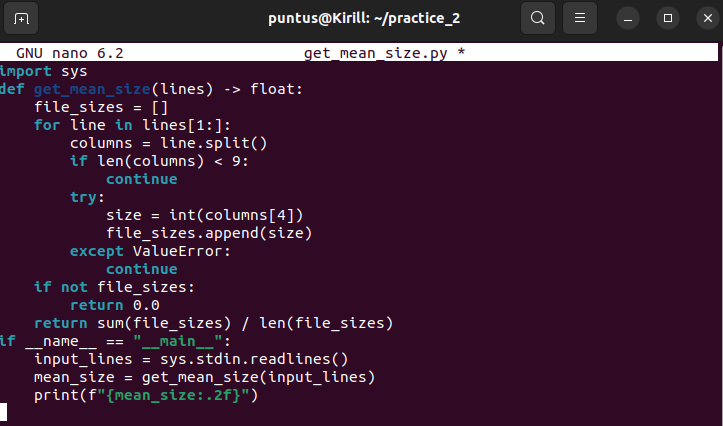 puntus@Kirill: ~/practice_2
GNU nano 6.2 get_mean_size.py *
import sys
def get_mean_size(lines) -> float:
    file_sizes = []
    for line in lines[1:]:
        columns = line.split()
        if len(columns) < 9:
            continue
        try:
            size = int(columns[4])
            file_sizes.append(size)
        except ValueError:
            continue
    if not file_sizes:
        return 0.0
    return sum(file_sizes) / len(file_sizes)
if __name__ == "__main__":
    input_lines = sys.stdin.readlines()
    mean_size = get_mean_size(input_lines)
    print(f"{mean_size:.2f}")